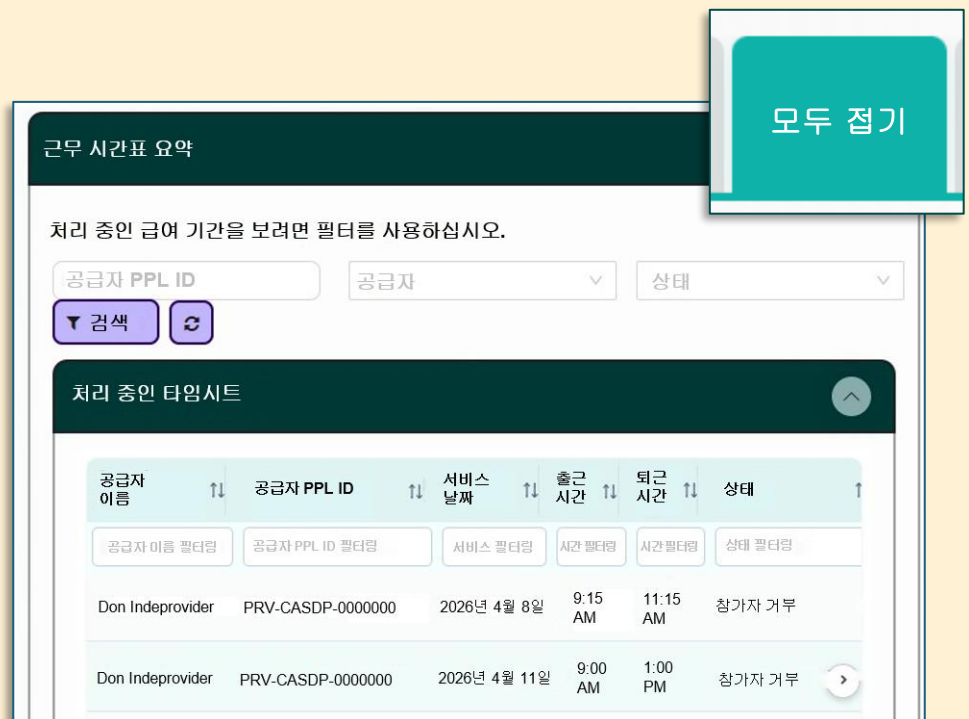 모두 접기
근무 시간표 요약
처리 중인 급여 기간을 보려면 필터를 사용하십시오.
공급자 PPL ID 공급자 상태
검색
처리 중인 타임시트
공급자 이름 공급자 PPL ID 서비스 날짜 출근 시간 퇴근 시간 상태
공급자 이름 필터링 공급자 PPL ID 필터링 서비스 필터링 시간 필터링 시간 필터링 상태 필터링
Don Indeprovider PRV-CASDP-0000000 2026년 4월 8일 9:15 AM 11:15 AM 참가자 거부
Don Indeprovider PRV-CASDP-0000000 2026년 4월 11일 9:00 AM 1:00 PM 참가자 거부